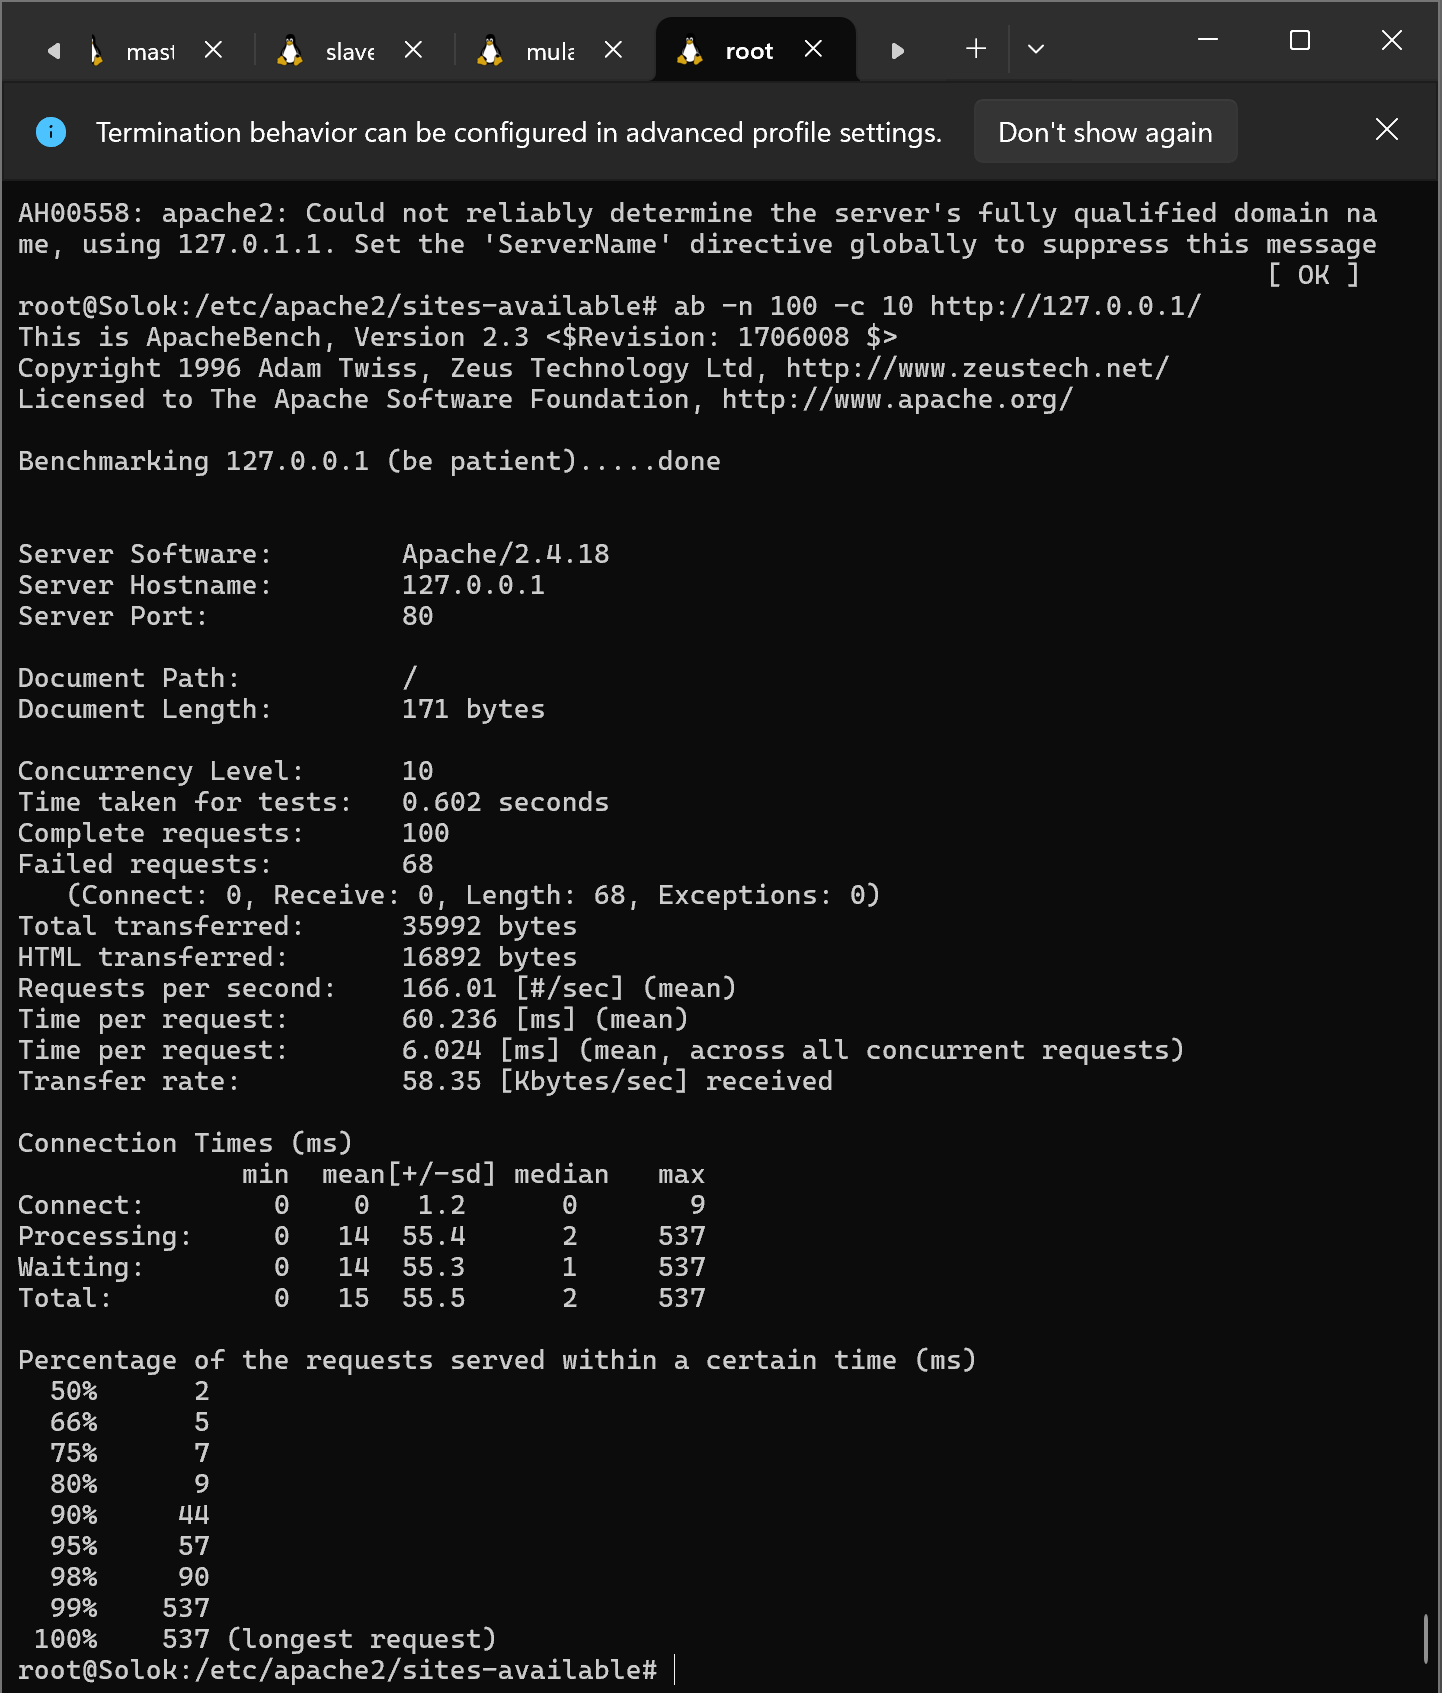 mast
slave
mula
root
Termination behavior can be configured in advanced profile settings.
Don't show again
AH00558: apache2: Could not reliably determine the server's fully qualified domain na
me, using 127.0.1.1. Set the 'ServerName' directive globally to suppress this message
[ OK ]
root@Solok:/etc/apache2/sites-available# ab -n 100 -c 10 http://127.0.0.1/
This is ApacheBench, Version 2.3 <$Revision: 1706008 $>
Copyright 1996 Adam Twiss, Zeus Technology Ltd, http://www.zeustech.net/
Licensed to The Apache Software Foundation, http://www.apache.org/
Benchmarking 127.0.0.1 (be patient).....done
Server Software:        Apache/2.4.18
Server Hostname:        127.0.0.1
Server Port:            80
Document Path:          /
Document Length:        171 bytes
Concurrency Level:      10
Time taken for tests:   0.602 seconds
Complete requests:      100
Failed requests:        68
   (Connect: 0, Receive: 0, Length: 68, Exceptions: 0)
Total transferred:      35992 bytes
HTML transferred:       16892 bytes
Requests per second:    166.01 [#/sec] (mean)
Time per request:       60.236 [ms] (mean)
Time per request:       6.024 [ms] (mean, across all concurrent requests)
Transfer rate:          58.35 [Kbytes/sec] received
Connection Times (ms)
              min  mean[+/-sd] median   max
Connect:        0    0   1.2      0       9
Processing:     0   14  55.4      2     537
Waiting:        0   14  55.3      1     537
Total:          0   15  55.5      2     537
Percentage of the requests served within a certain time (ms)
  50%      2
  66%      5
  75%      7
  80%      9
  90%     44
  95%     57
  98%     90
  99%    537
 100%    537 (longest request)
root@Solok:/etc/apache2/sites-available#